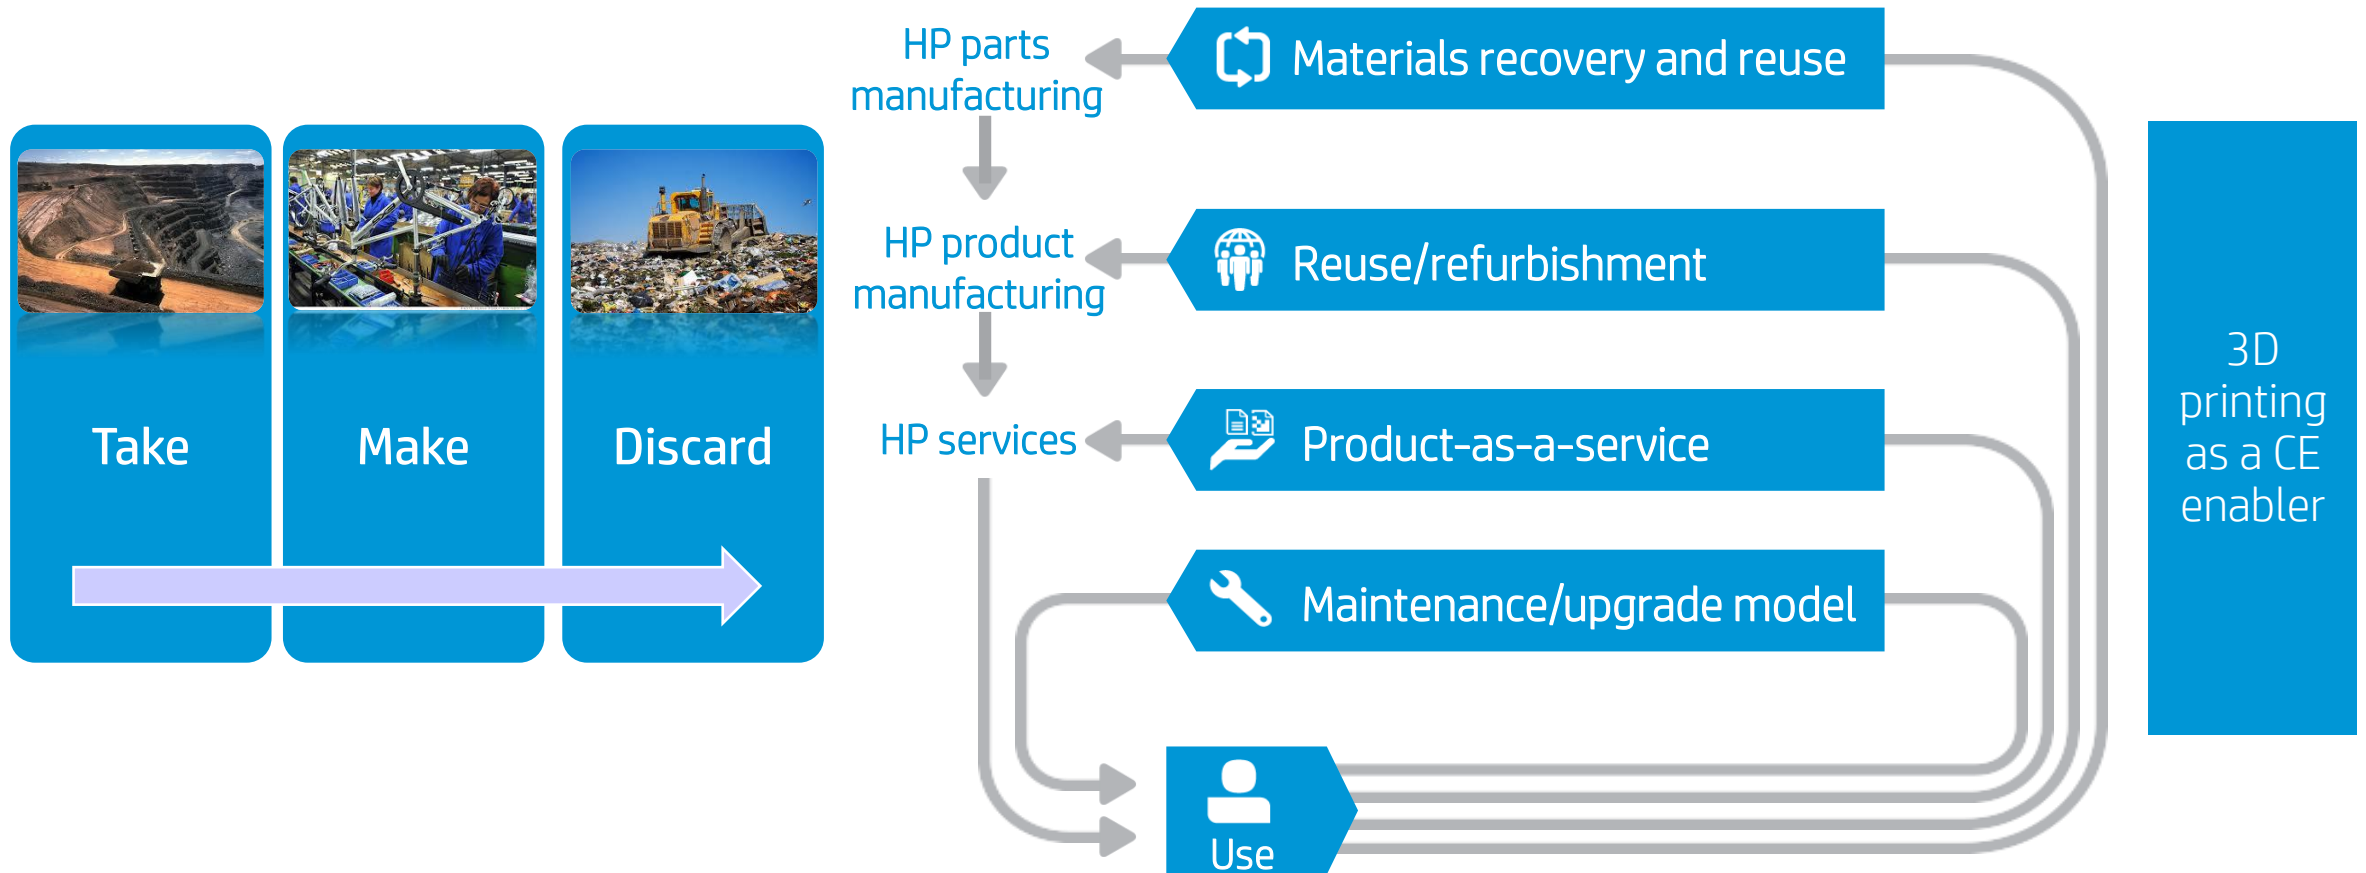 Take
Make
Discard
HP parts
manufacturing
HP product
manufacturing
HP services
Materials recovery and reuse
Reuse/refurbishment
Product-as-a-service
Maintenance/upgrade model
Use
3D
printing
as a CE
enabler